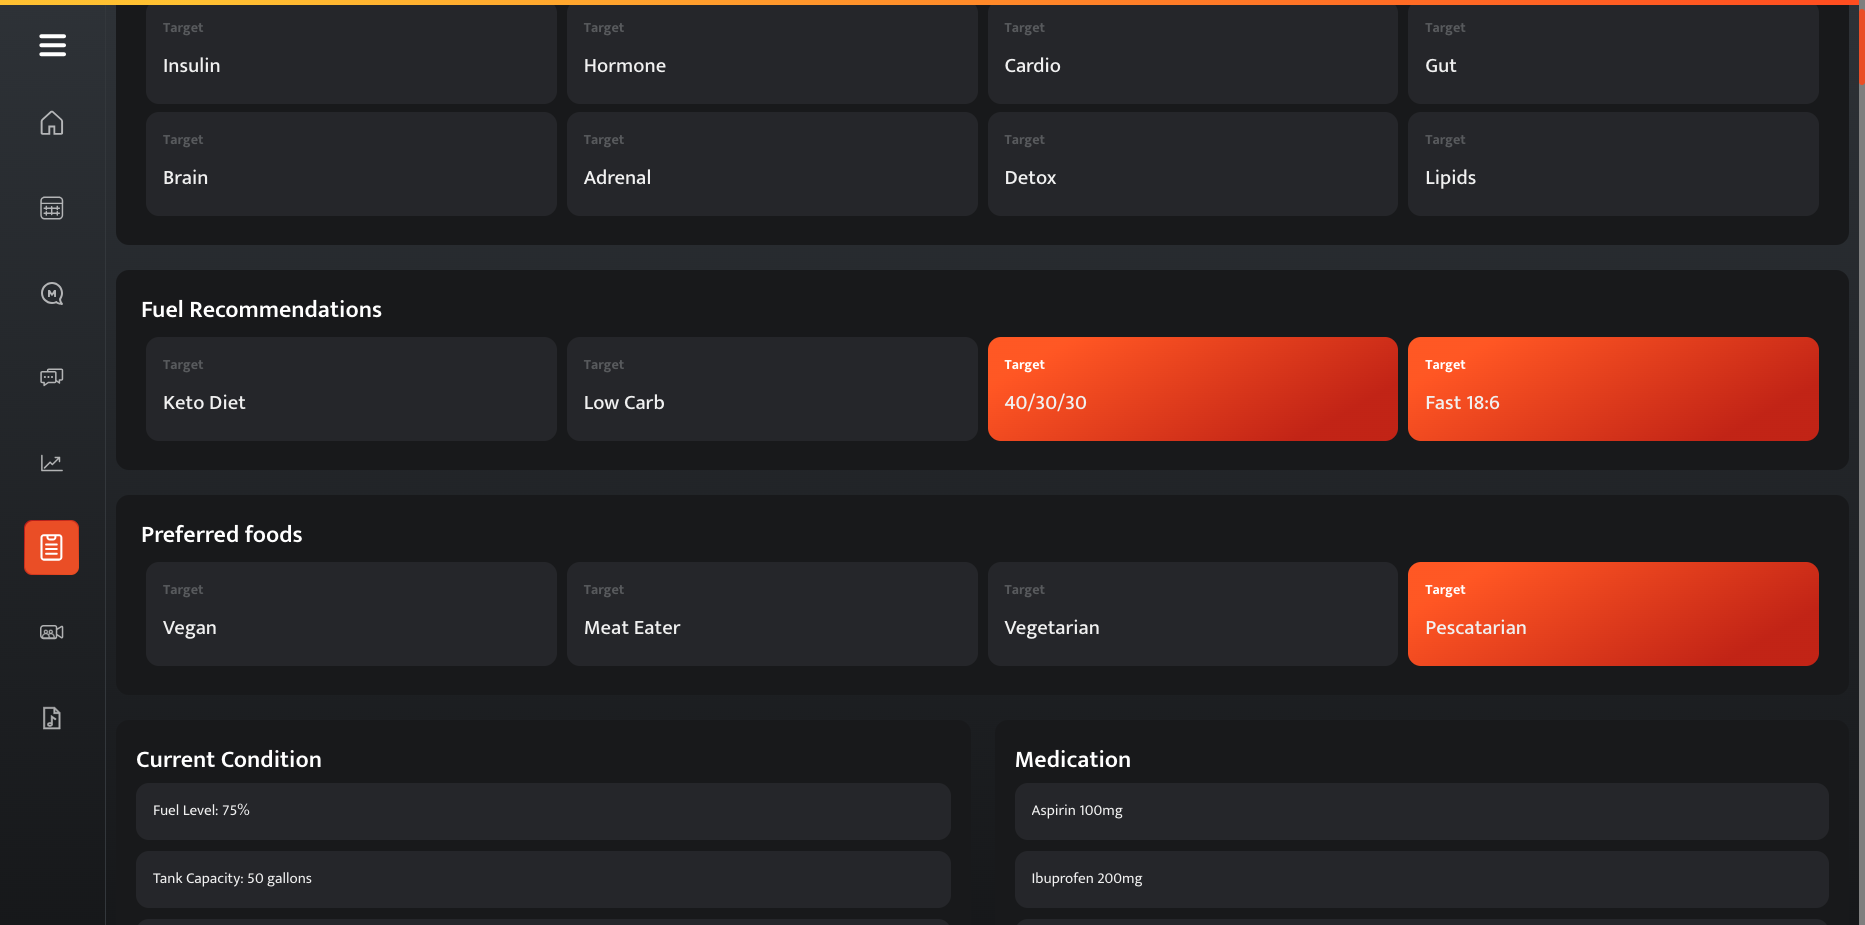 Target
Insulin
Target
Hormone
Target
Cardio
Target
Gut
Target
Brain
Target
Adrenal
Target
Detox
Target
Lipids
Fuel Recommendations
Target
Keto Diet
Target
Low Carb
Target
40/30/30
Target
Fast 18:6
Preferred foods
Target
Vegan
Target
Meat Eater
Target
Vegetarian
Target
Pescatarian
Current Condition
Fuel Level: 75%
Tank Capacity: 50 gallons
Medication
Aspirin 100mg
Ibuprofen 200mg